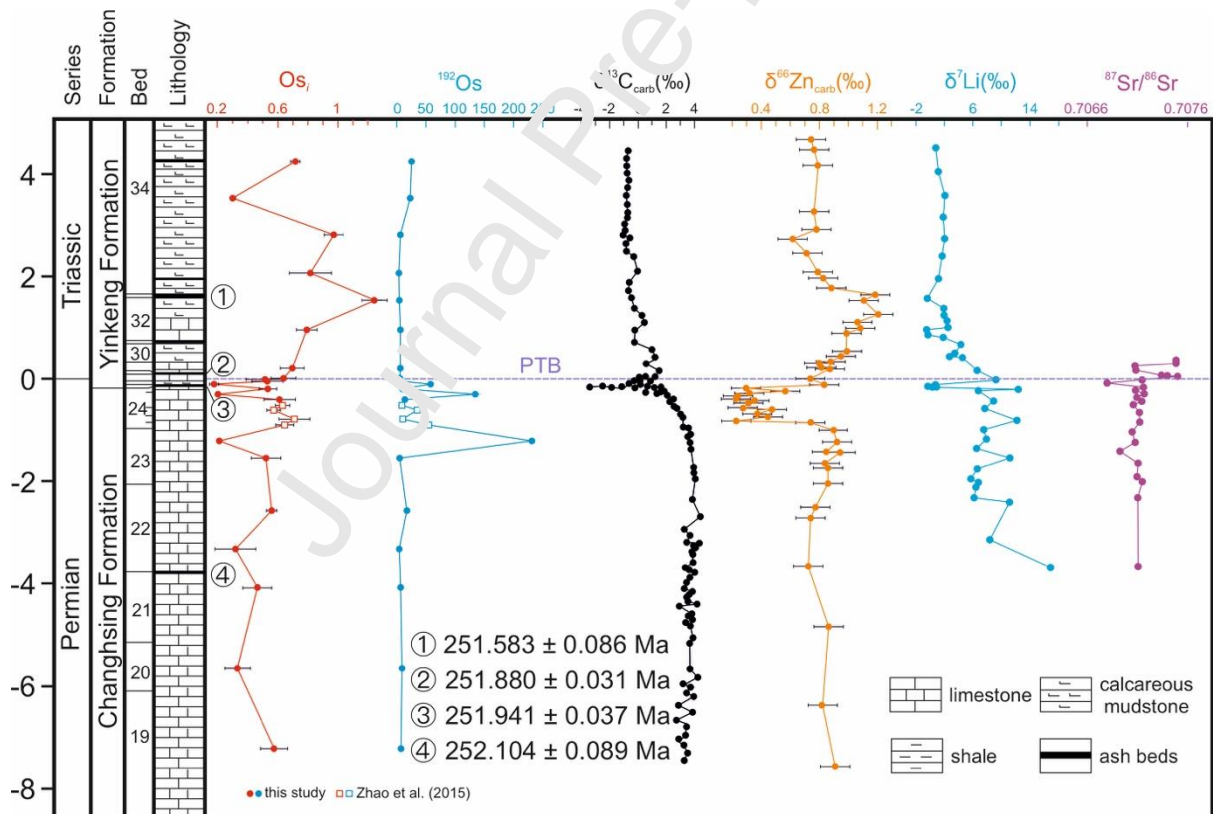 Series
Formation
Bed
Lithology
Osi
0.2 0.6 1
192Os
0 50 100 150 200
13Ccarb(‰)
-2 0 2 4
δ66Zncarb(‰)
0.4 0.8 1.2
δ7Li(‰)
-2 6 14
87Sr/86Sr
0.7066 0.7076
Journal Pre-
4
2
0
-2
-4
-6
-8
Triassic
Permian
Yinkeng Formation
Changhsing Formation
34
32
30
24
23
22
21
20
19
①
②
③
④
PTB
① 251.583 ± 0.086 Ma
② 251.880 ± 0.031 Ma
③ 251.941 ± 0.037 Ma
④ 252.104 ± 0.089 Ma
limestone
calcareous
mudstone
shale
ash beds
this study
Zhao et al. (2015)